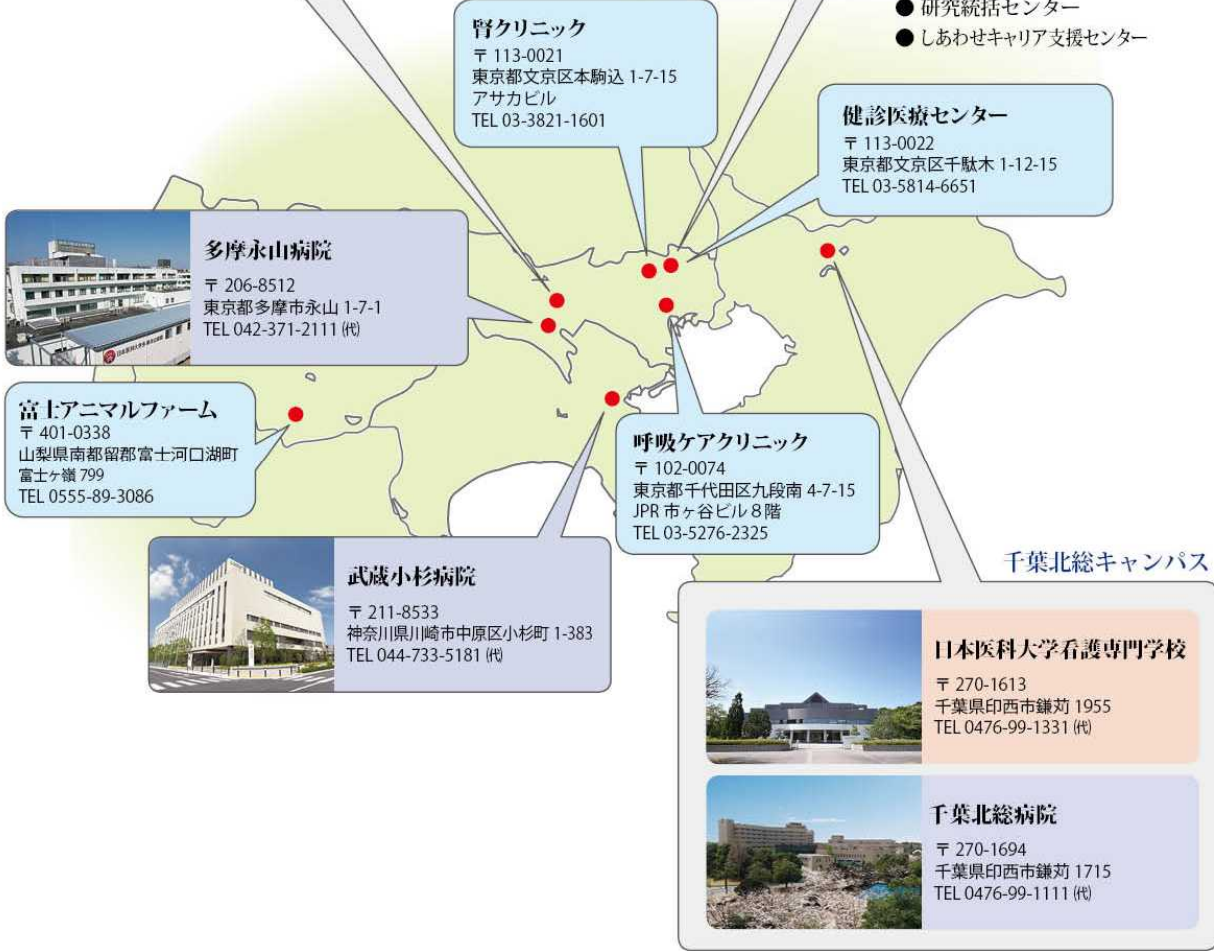 ● 研究統括センター
● しあわせキャリア支援センター
腎クリニック
〒 113-0021
東京都文京区本駒込 1-7-15
アサカビル
TEL 03-3821-1601
健診医療センター
〒 113-0022
東京都文京区千駄木 1-12-15
TEL 03-5814-6651
多摩永山病院
〒 206-8512
東京都多摩市永山 1-7-1
TEL 042-371-2111 ㈹
富士アニマルファーム
〒 401-0338
山梨県南都留郡富士河口湖町
富士ヶ嶺 799
TEL 0555-89-3086
呼吸ケアクリニック
〒 102-0074
東京都千代田区九段南 4-7-15
JPR 市ヶ谷ビル 8 階
TEL 03-5276-2325
武蔵小杉病院
〒 211-8533
神奈川県川崎市中原区小杉町 1-383
TEL 044-733-5181 ㈹
千葉北総キャンパス
日本医科大学看護専門学校
〒 270-1613
千葉県印西市鎌苅 1955
TEL 0476-99-1331 ㈹
千葉北総病院
〒 270-1694
千葉県印西市鎌苅 1715
TEL 0476-99-1111 ㈹